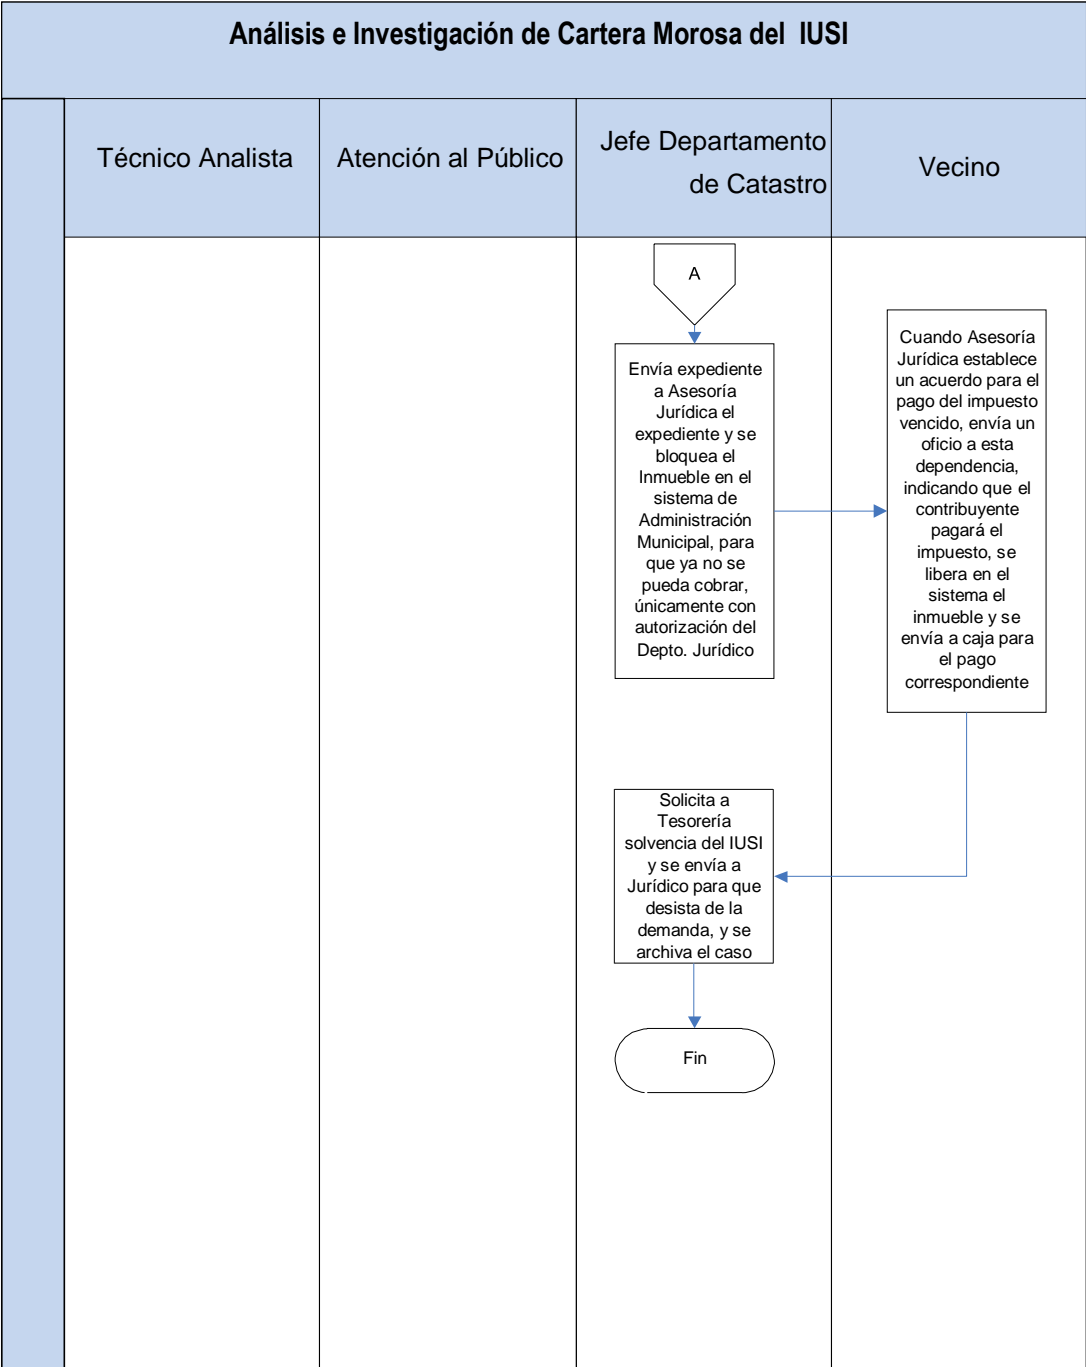 Análisis e Investigación de Cartera Morosa del IUSI
Técnico Analista
Atención al Público
Jefe Departamento
de Catastro
Vecino
A
Envía expediente
a Asesoría
Jurídica el
expediente y se
bloquea el
Inmueble en el
sistema de
Administración
Municipal, para
que ya no se
pueda cobrar,
únicamente con
autorización del
Depto. Jurídico
Cuando Asesoría
Jurídica establece
un acuerdo para el
pago del impuesto
vencido, envía un
oficio a esta
dependencia,
indicando que el
contribuyente
pagará el
impuesto, se
libera en el
sistema el
inmueble y se
envía a caja para
el pago
correspondiente
Solicita a
Tesorería
solvencia del IUSI
y se envía a
Jurídico para que
desista de la
demanda, y se
archiva el caso
Fin